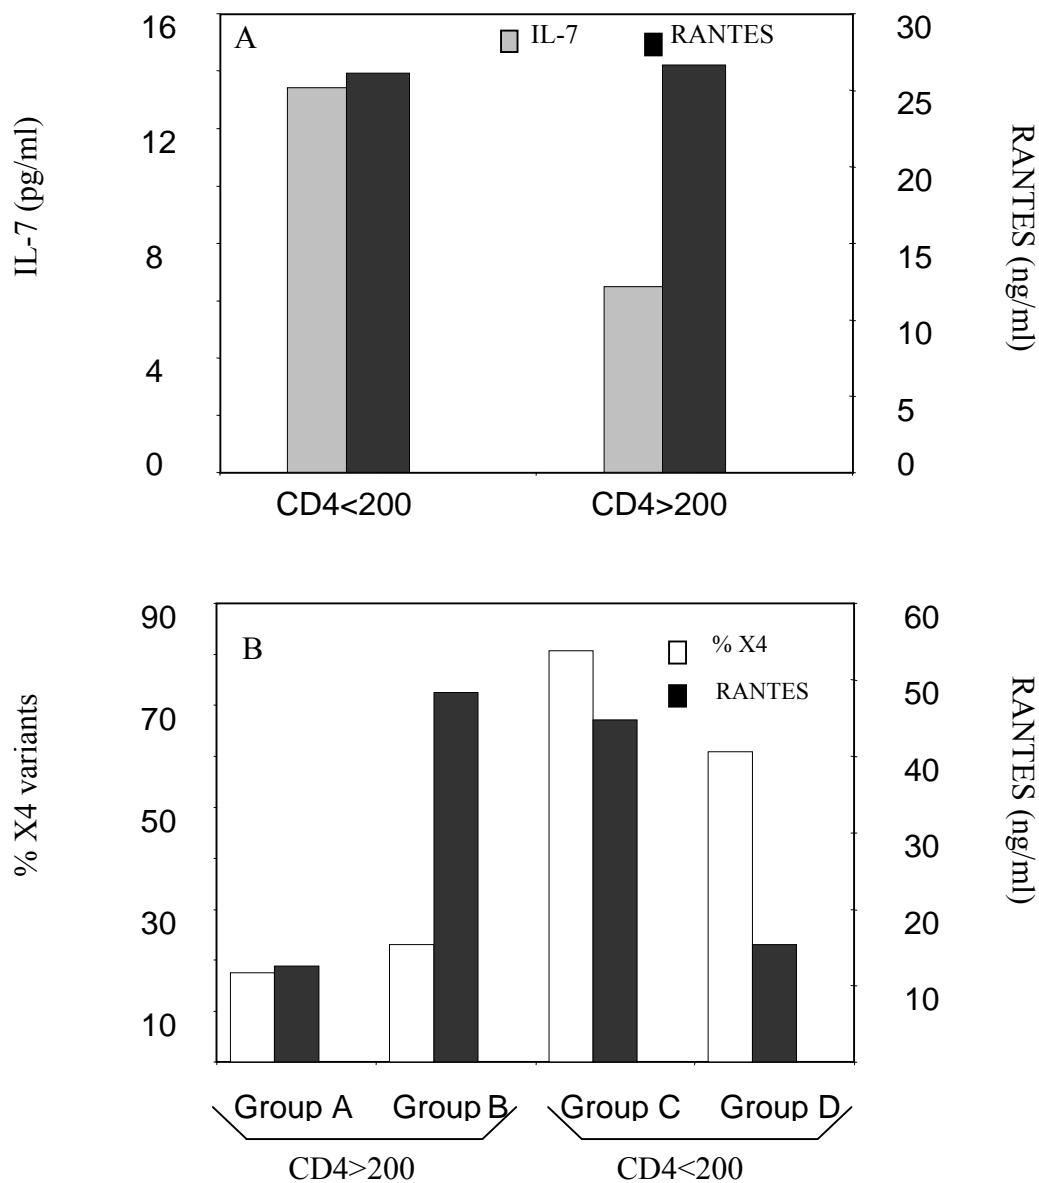 A
IL-7
RANTES
16
12
8
4
0
IL-7 (pg/ml)
30
25
20
15
10
5
0
RANTES (ng/ml)
CD4<200
CD4>200
B
% X4
RANTES
90
70
50
30
10
% X4 variants
60
50
40
30
20
10
RANTES (ng/ml)
Group A
Group B
Group C
Group D
CD4>200
CD4<200